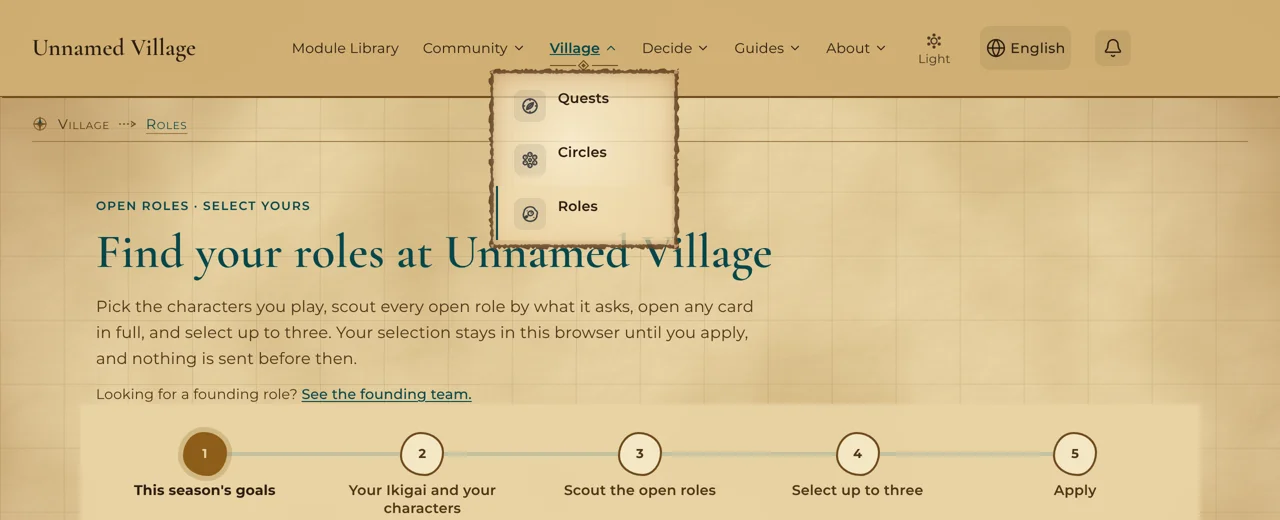 Unnamed Village
Module Library
Community
Village
Decide
Guides
About
Light
English
Quests
Circles
Roles
Village
Roles
OPEN ROLES · SELECT YOURS
Find your roles at Unnamed Village
Pick the characters you play, scout every open role by what it asks, open any card
in full, and select up to three. Your selection stays in this browser until you apply,
and nothing is sent before then.
Looking for a founding role? See the founding team.
1
2
3
4
5
This season's goals
Your Ikigai and your
characters
Scout the open roles
Select up to three
Apply